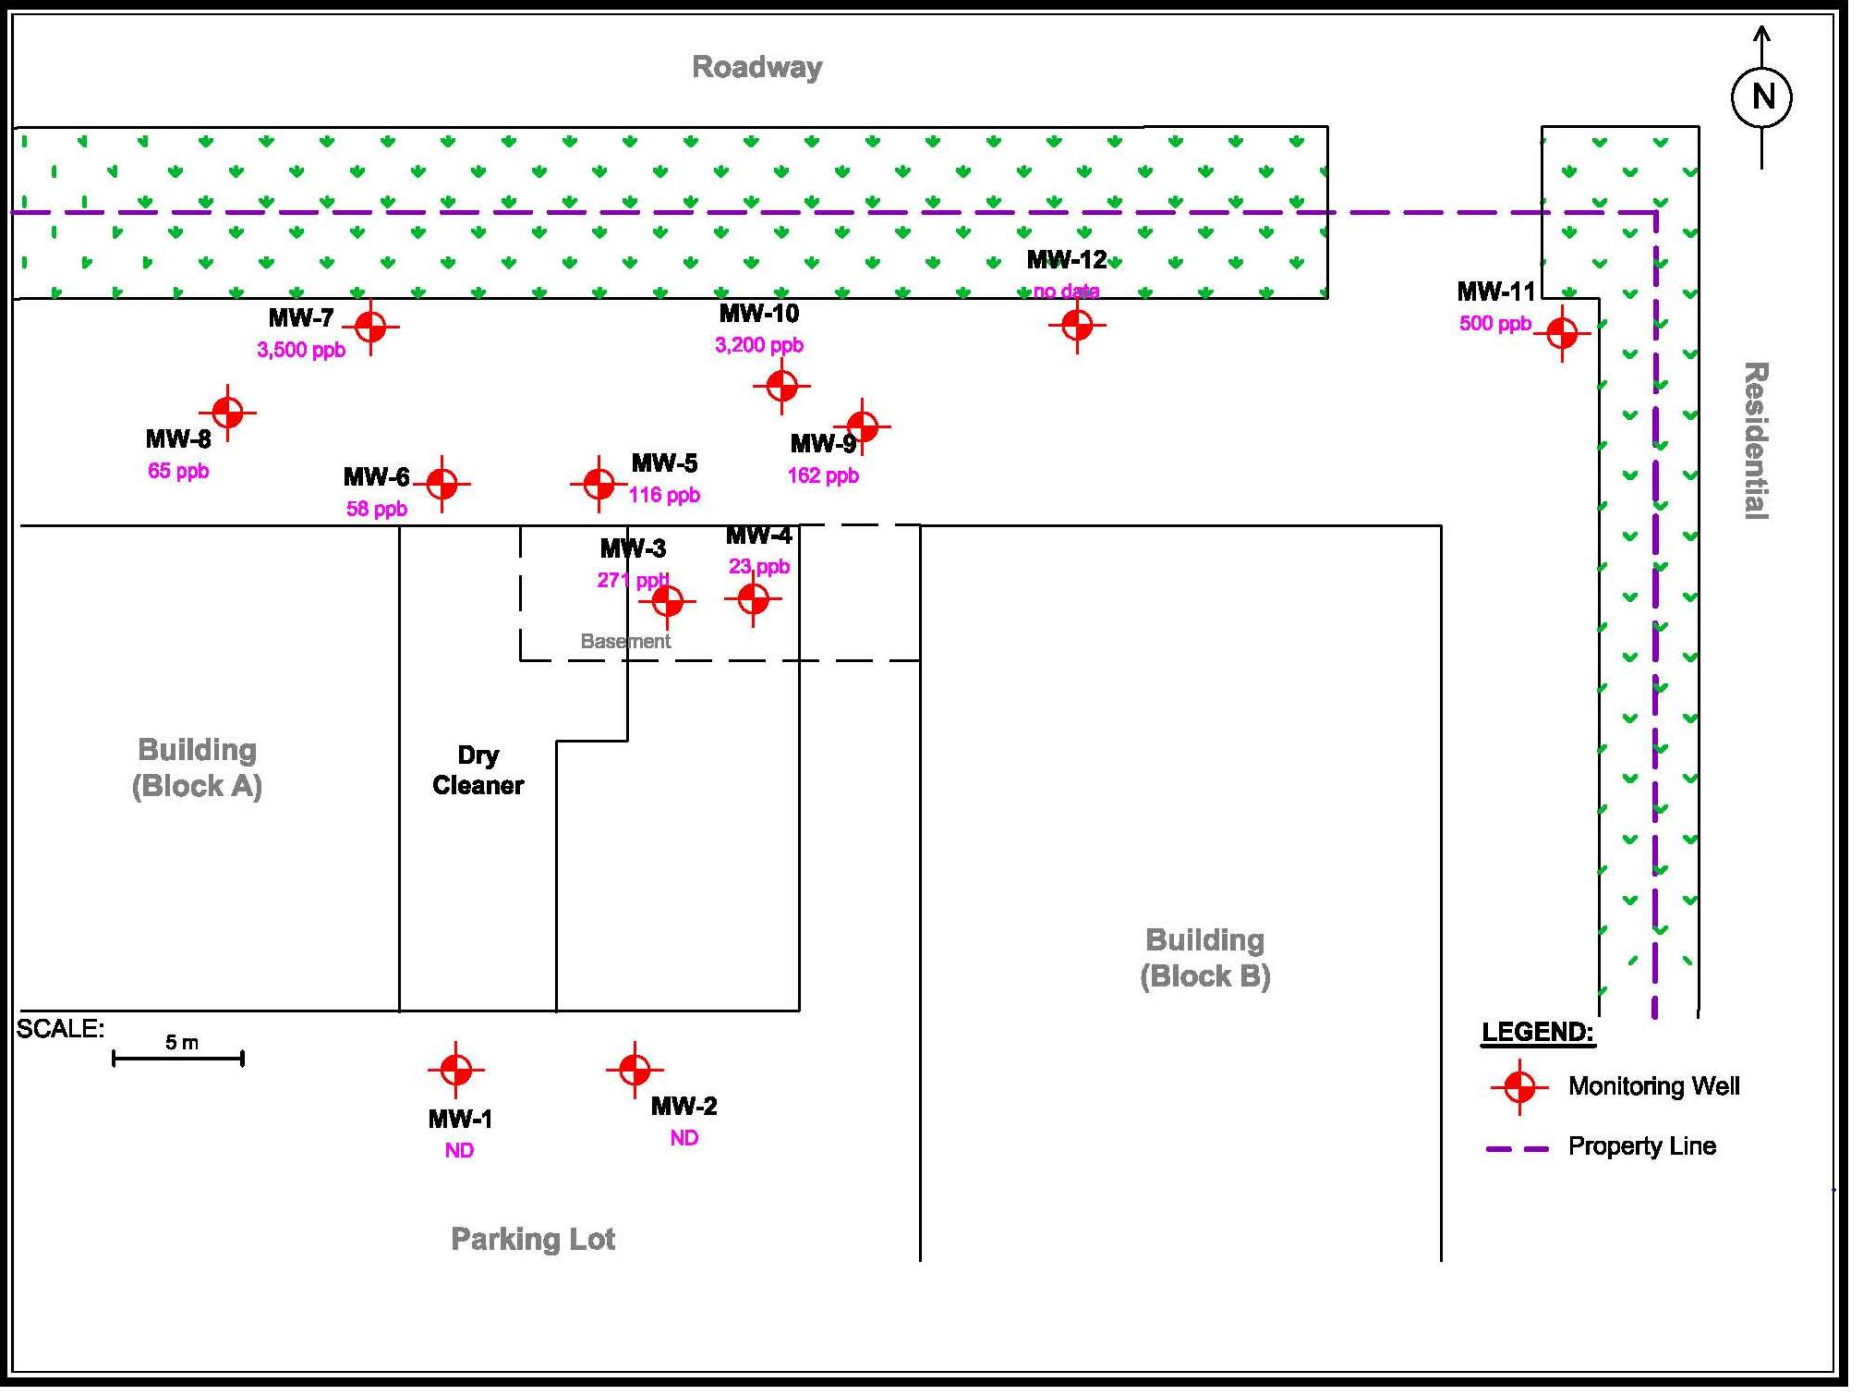 Roadway
N
MW-12
no data
MW-11
500 ppb
MW-7
3,500 ppb
MW-10
3,200 ppb
MW-8
65 ppb
MW-9
162 ppb
MW-6
58 ppb
MW-5
116 ppb
Residential
MW-3
271 ppb
MW-4
23 ppb
Basement
Building
(Block A)
Dry
Cleaner
Building
(Block B)
SCALE:
5 m
MW-1
ND
MW-2
ND
Parking Lot
LEGEND:
Monitoring Well
Property Line